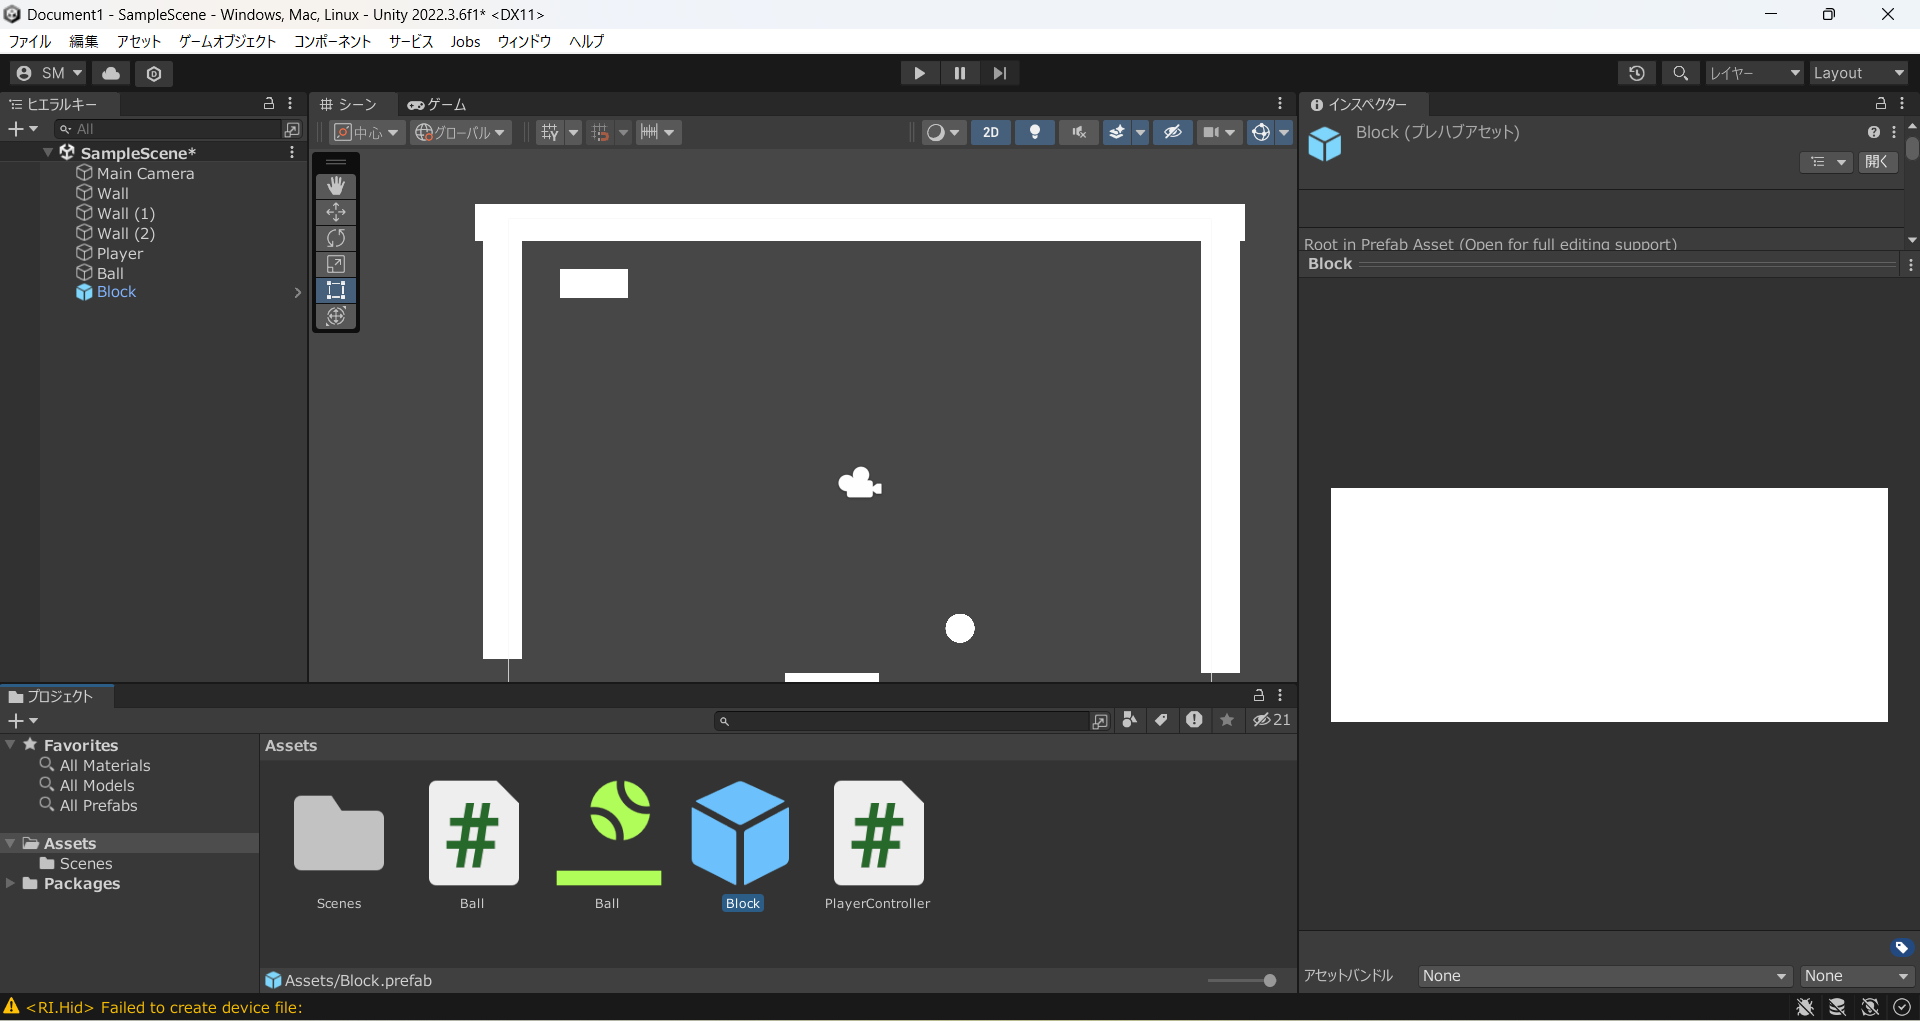 Document1 - SampleScene - Windows, Mac, Linux - Unity 2022.3.6f1* <DX11>
ファイル 編集 アセット ゲームオブジェクト コンポーネント サービス Jobs ウィンドウ ヘルプ
SM レイヤー Layout
ヒエラルキー
All
SampleScene*
Main Camera
Wall
Wall (1)
Wall (2)
Player
Ball
Block
シーン ゲーム
中心 グローバル 2D
インスペクター
Block (プレハブアセット)
開く
Root in Prefab Asset (Open for full editing support)
Block
プロジェクト
21
Favorites
All Materials
All Models
All Prefabs
Assets
Scenes
Packages
Assets
Scenes Ball Ball Block PlayerController
Assets/Block.prefab
アセットバンドル None None
<RI.Hid> Failed to create device file: